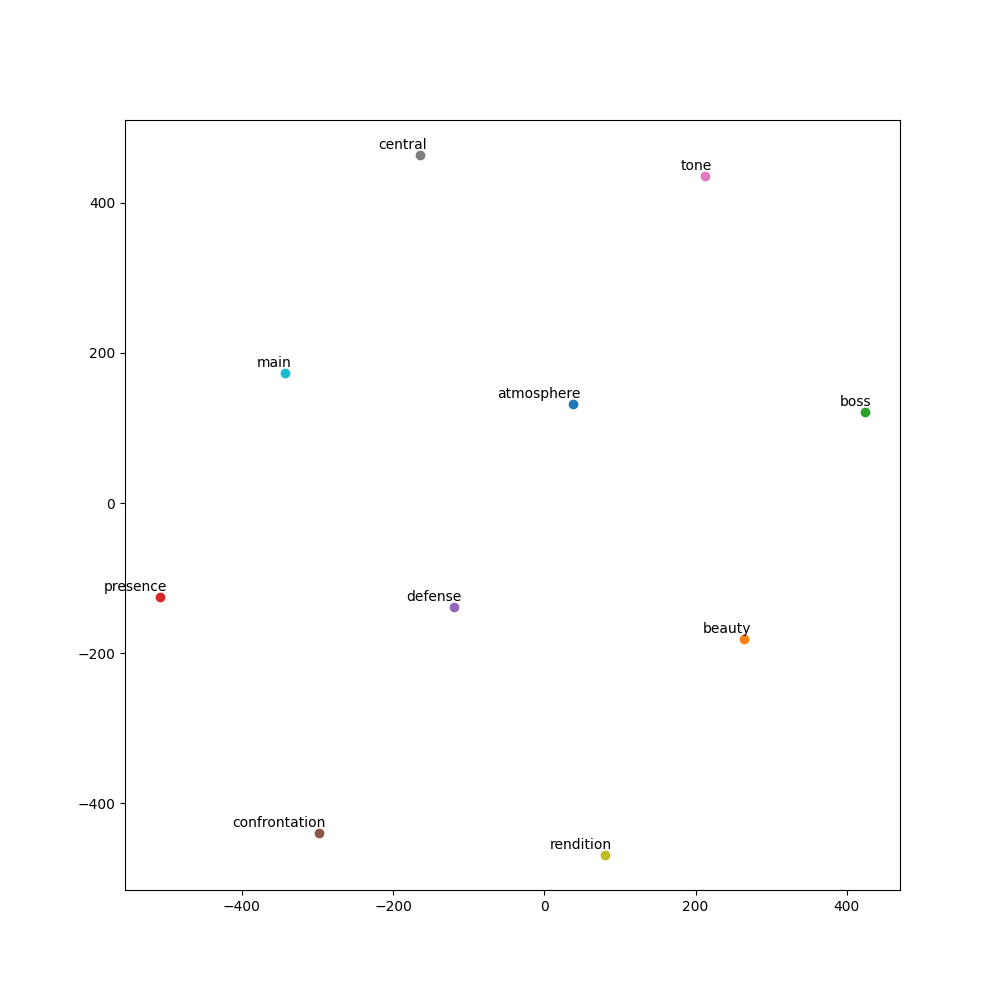 central
tone
400
main
200
atmosphere
boss
0
presence
defense
beauty
−200
−400
confrontation
rendition
−400 −200 0 200 400